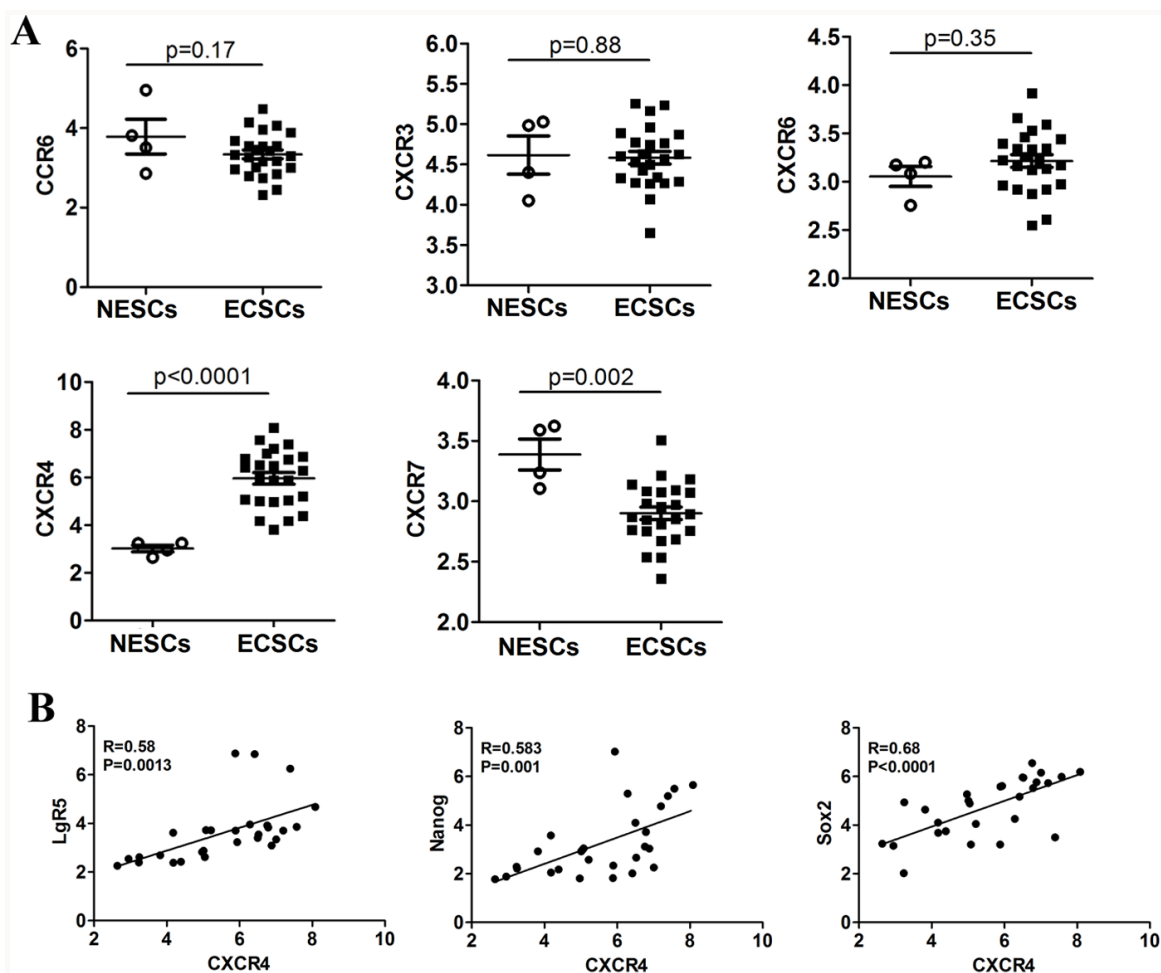 A
p=0.17
CCR6
6
4
2
0
NESCs ECSCs
p=0.88
CXCR3
6.0
5.5
5.0
4.5
4.0
3.5
3.0
NESCs ECSCs
p=0.35
CXCR6
4.5
4.0
3.5
3.0
2.5
2.0
NESCs ECSCs
p<0.0001
CXCR4
10
8
6
4
2
0
NESCs ECSCs
p=0.002
CXCR7
4.0
3.5
3.0
2.5
2.0
NESCs ECSCs
B
R=0.58
P=0.0013
LgR5
8
6
4
2
0
2 4 6 8 10
CXCR4
R=0.583
P=0.001
Nanog
8
6
4
2
0
2 4 6 8 10
CXCR4
R=0.68
P<0.0001
Sox2
8
6
4
2
0
2 4 6 8 10
CXCR4